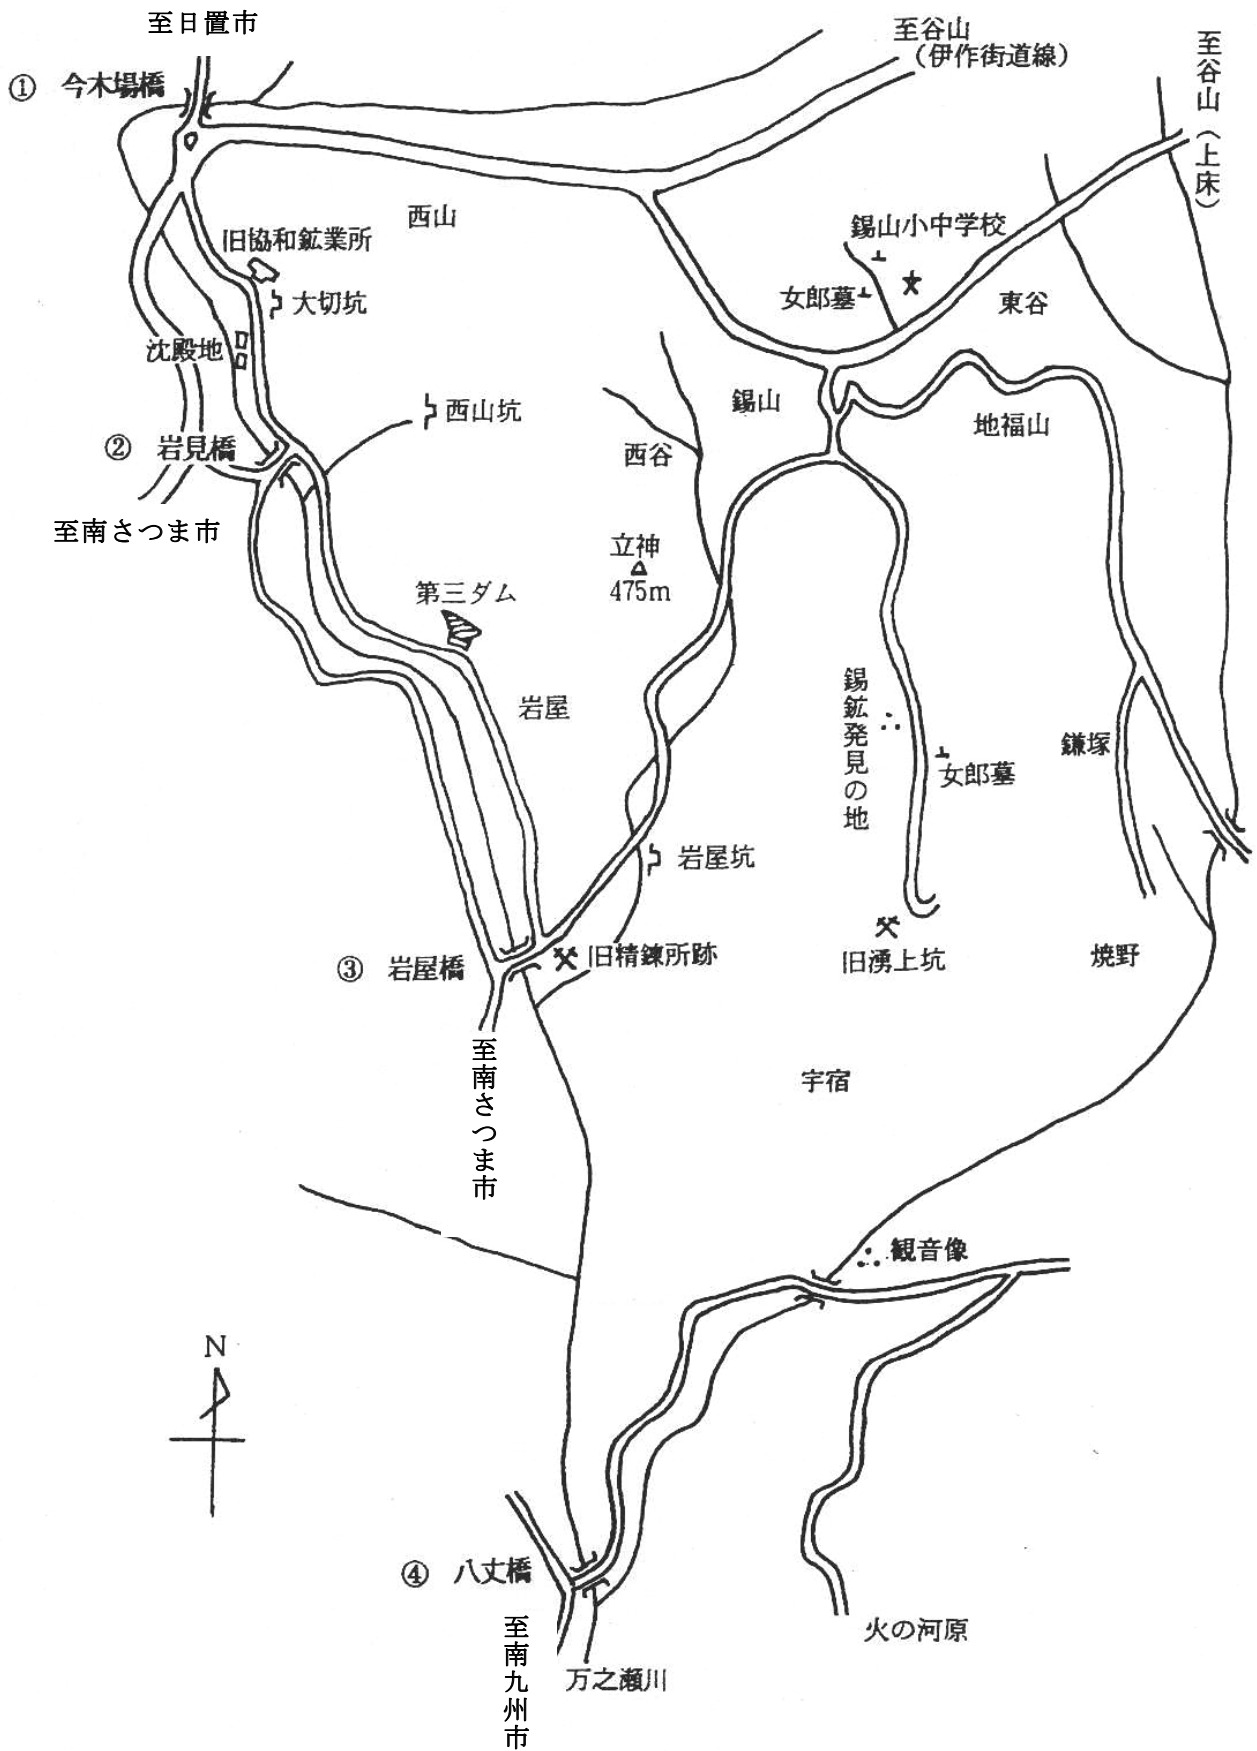 至日置市
① 今木場橋
至谷山
(伊作街道線)
至谷山(上床)
西山
旧協和鉱業所
大切坑
沈殿地
錫山小中学校
女郎墓
東谷
西山坑
錫山
地福山
② 岩見橋
西谷
至南さつま市
立神
475m
第三ダム
岩屋
錫鉱発見の地
鎌塚
女郎墓
岩屋坑
③ 岩屋橋
旧精錬所跡
旧湧上坑
焼野
至南さつま市
宇宿
観音像
N
④ 八丈橋
至南九州市
火の河原
万之瀬川